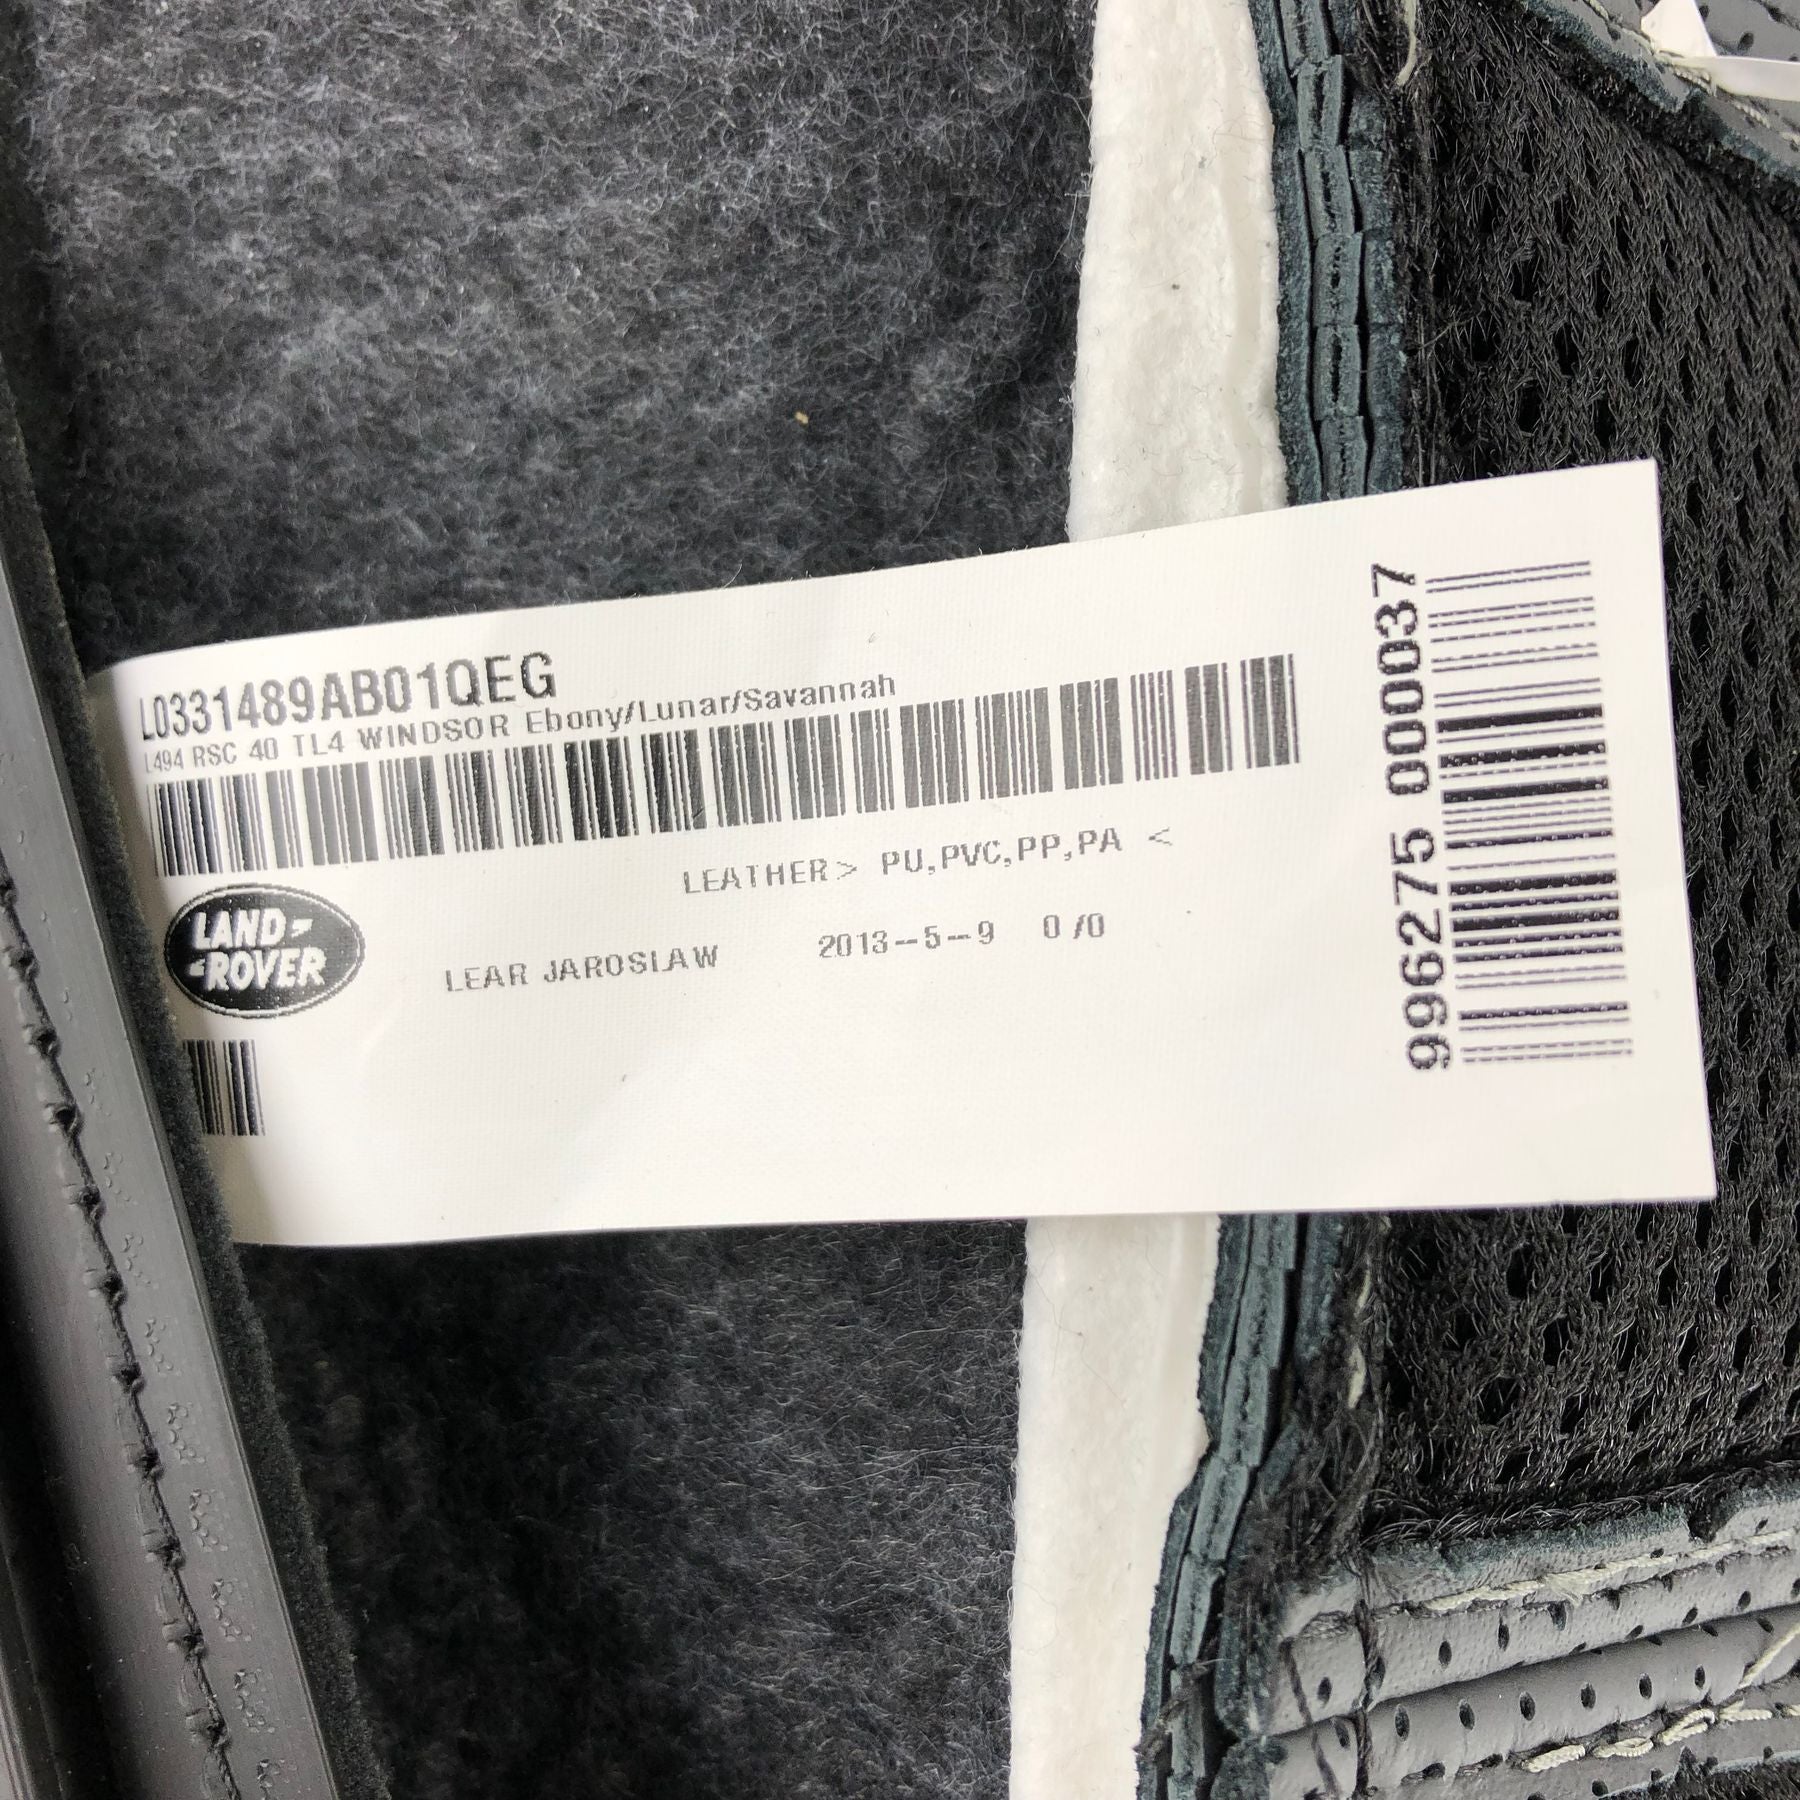 L0331489AB01QEG
L494 RSC 40 TL4 WINDSOR Ebony/Lunar/Savannah
LEATHER> PU,PVC,PP,PA <
LAND
ROVER
LEAR JAROSLAW 2013-5-9 0/0
996275 00037